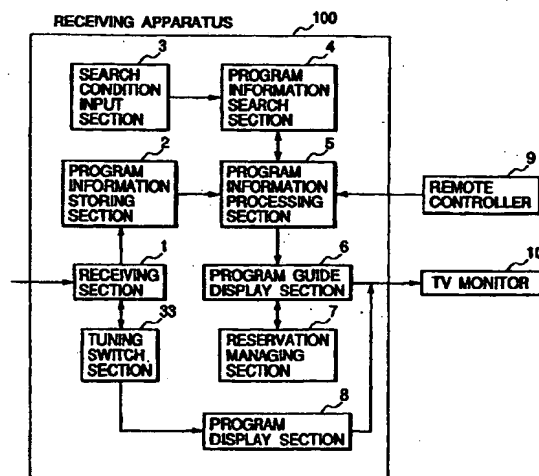 RECEIVING APPARATUS
100
3
SEARCH
CONDITION
INPUT
SECTION
4
PROGRAM
INFORMATION
SEARCH
SECTION
2
PROGRAM
INFORMATION
STORING
SECTION
5
PROGRAM
INFORMATION
PROCESSING
SECTION
9
REMOTE
CONTROLLER
1
RECEIVING
SECTION
6
PROGRAM GUIDE
DISPLAY SECTION
10
TV MONITOR
33
TUNING
SWITCH
SECTION
7
RESERVATION
MANAGING
SECTION
8
PROGRAM
DISPLAY SECTION